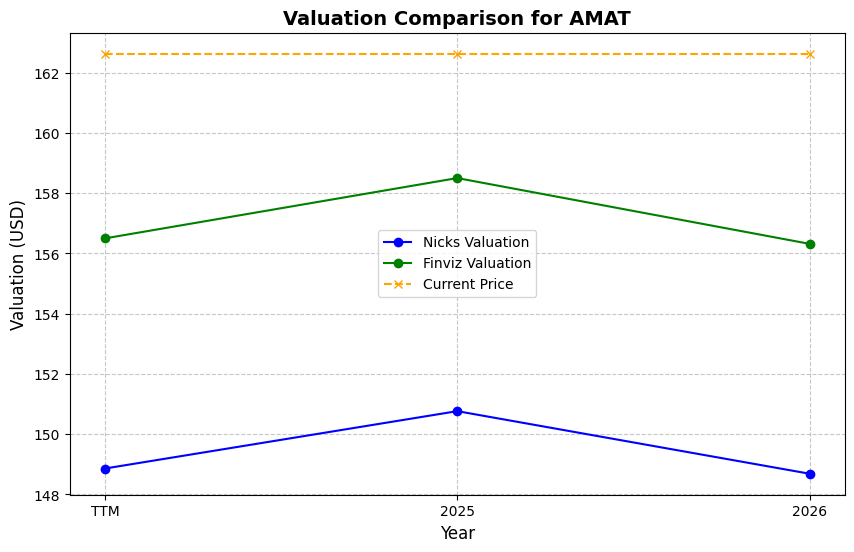 Valuation Comparison for AMAT
Valuation (USD)
162
160
158
156
154
152
150
148
Nicks Valuation
Finviz Valuation
Current Price
TTM
2025
2026
Year